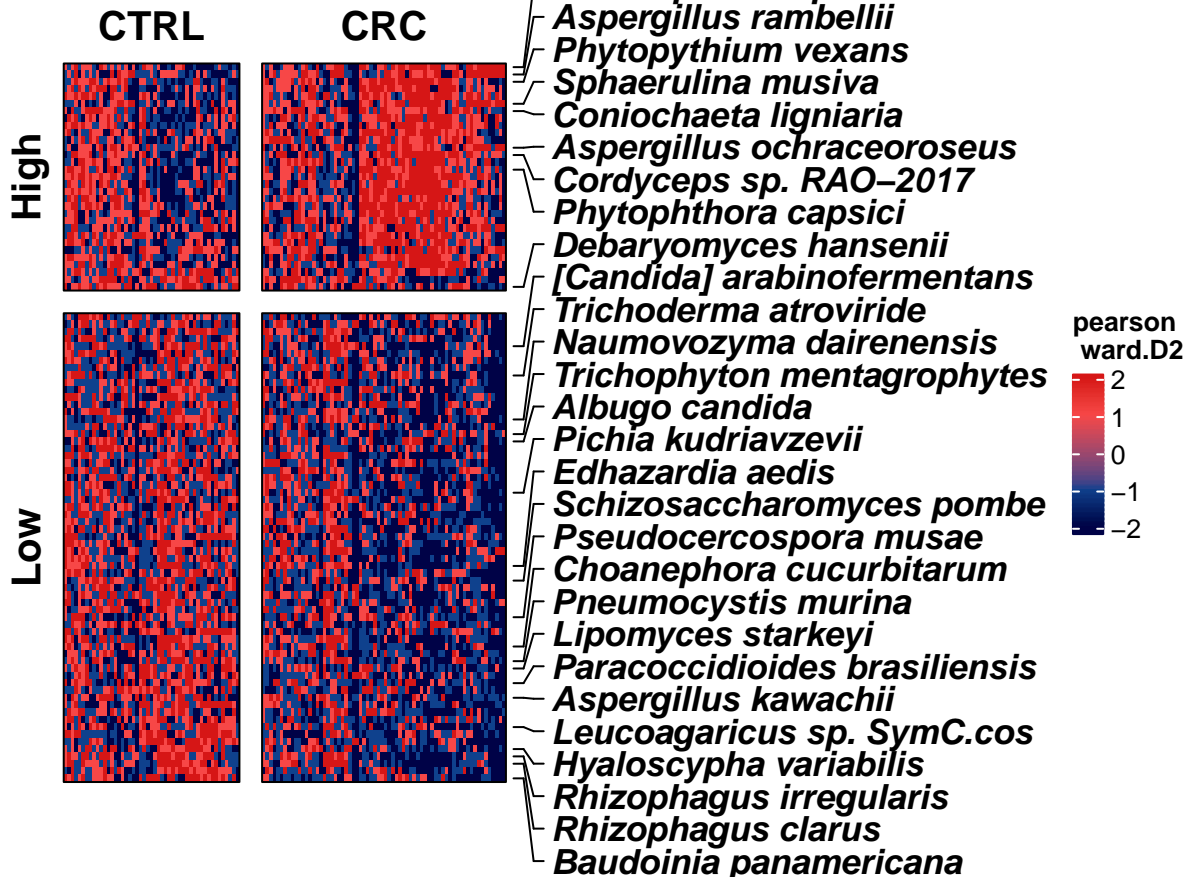 CTRL
CRC
High
Low
Aspergillus rambellii
Phytopythium vexans
Sphaerulina musiva
Coniochaeta ligniaria
Aspergillus ochraceoroseus
Cordyceps sp. RAO–2017
Phytophthora capsici
Debaryomyces hansenii
[Candida] arabinofermentans
Trichoderma atroviride
Naumovozyma dairenensis
Trichophyton mentagrophytes
Albugo candida
Pichia kudriavzevii
Edhazardia aedis
Schizosaccharomyces pombe
Pseudocercospora musae
Choanephora cucurbitarum
Pneumocystis murina
Lipomyces starkeyi
Paracoccidioides brasiliensis
Aspergillus kawachii
Leucoagaricus sp. SymC.cos
Hyaloscypha variabilis
Rhizophagus irregularis
Rhizophagus clarus
Baudoinia panamericana
pearson
ward.D2
2
1
0
–1
–2